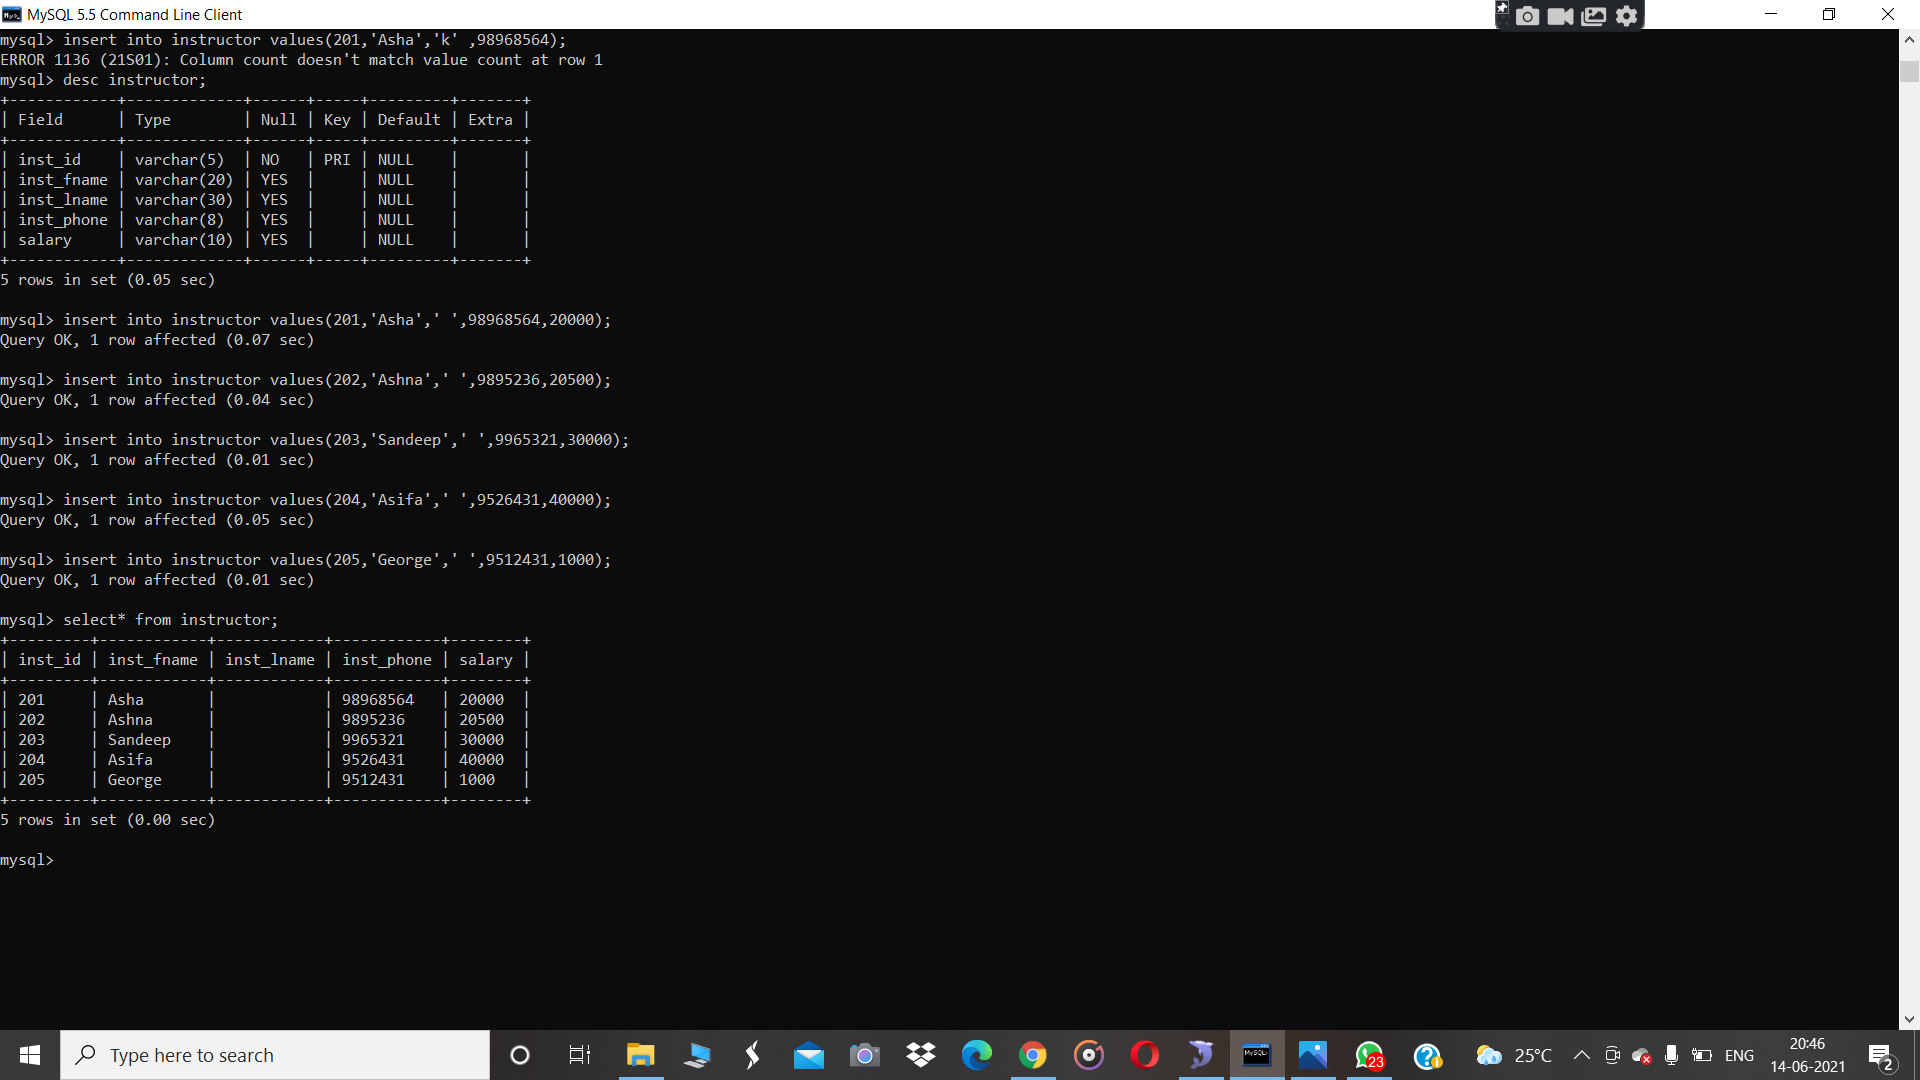 MySQL 5.5 Command Line Client
mysql> insert into instructor values(201,'Asha','k' ,98968564);
ERROR 1136 (21S01): Column count doesn't match value count at row 1
mysql> desc instructor;
+------------+-------------+------+-----+---------+-------+
| Field      | Type        | Null | Key | Default | Extra |
+------------+-------------+------+-----+---------+-------+
| inst_id    | varchar(5)  | NO   | PRI | NULL    |       |
| inst_fname | varchar(20) | YES  |     | NULL    |       |
| inst_lname | varchar(30) | YES  |     | NULL    |       |
| inst_phone | varchar(8)  | YES  |     | NULL    |       |
| salary     | varchar(10) | YES  |     | NULL    |       |
+------------+-------------+------+-----+---------+-------+
5 rows in set (0.05 sec)
mysql> insert into instructor values(201,'Asha',' ',98968564,20000);
Query OK, 1 row affected (0.07 sec)
mysql> insert into instructor values(202,'Ashna',' ',9895236,20500);
Query OK, 1 row affected (0.04 sec)
mysql> insert into instructor values(203,'Sandeep',' ',9965321,30000);
Query OK, 1 row affected (0.01 sec)
mysql> insert into instructor values(204,'Asifa',' ',9526431,40000);
Query OK, 1 row affected (0.05 sec)
mysql> insert into instructor values(205,'George',' ',9512431,1000);
Query OK, 1 row affected (0.01 sec)
mysql> select* from instructor;
+---------+------------+------------+------------+--------+
| inst_id | inst_fname | inst_lname | inst_phone | salary |
+---------+------------+------------+------------+--------+
| 201     | Asha       |            | 98968564   | 20000  |
| 202     | Ashna      |            | 9895236    | 20500  |
| 203     | Sandeep    |            | 9965321    | 30000  |
| 204     | Asifa      |            | 9526431    | 40000  |
| 205     | George     |            | 9512431    | 1000   |
+---------+------------+------------+------------+--------+
5 rows in set (0.00 sec)
mysql>
Type here to search
MySQL
23
25°C
ENG
20:46
14-06-2021
2